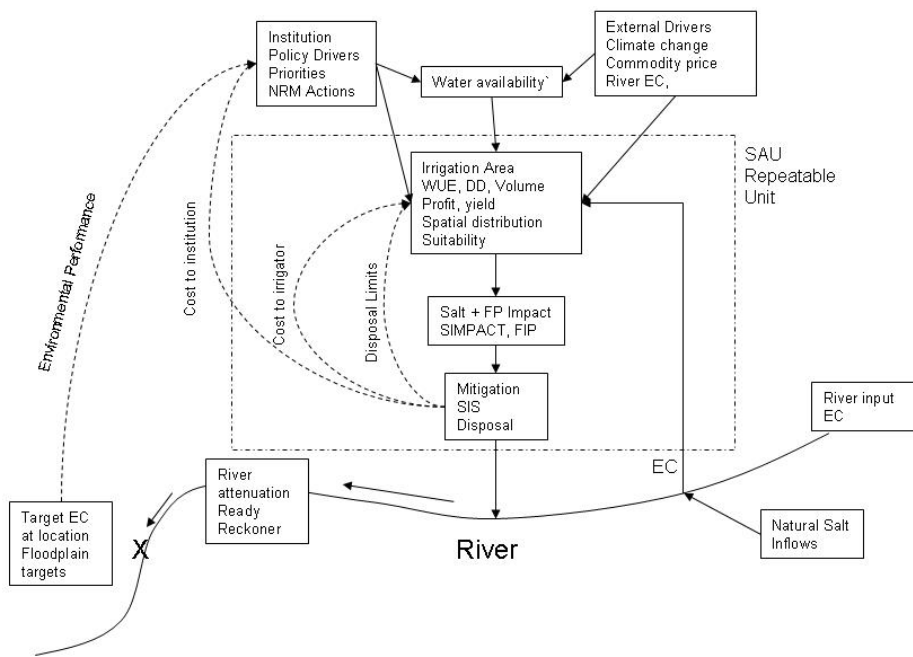 Institution
Policy Drivers
Priorities
NRM Actions
Water availability`
External Drivers
Climate change
Commodity price
River EC,
SAU
Repeatable
Unit
Irrigation Area
WUE, DD, Volume
Profit, yield
Spatial distribution
Suitability
Environmental Performance
Cost to institution
Cost to irrigator
Disposal Limits
Salt + FP Impact
SIMPACT, FIP
Mitigation
SIS
Disposal
River input
EC
EC
River
attenuation
Ready
Reckoner
Target EC
at location
Floodplain
targets
X
River
Natural Salt
Inflows